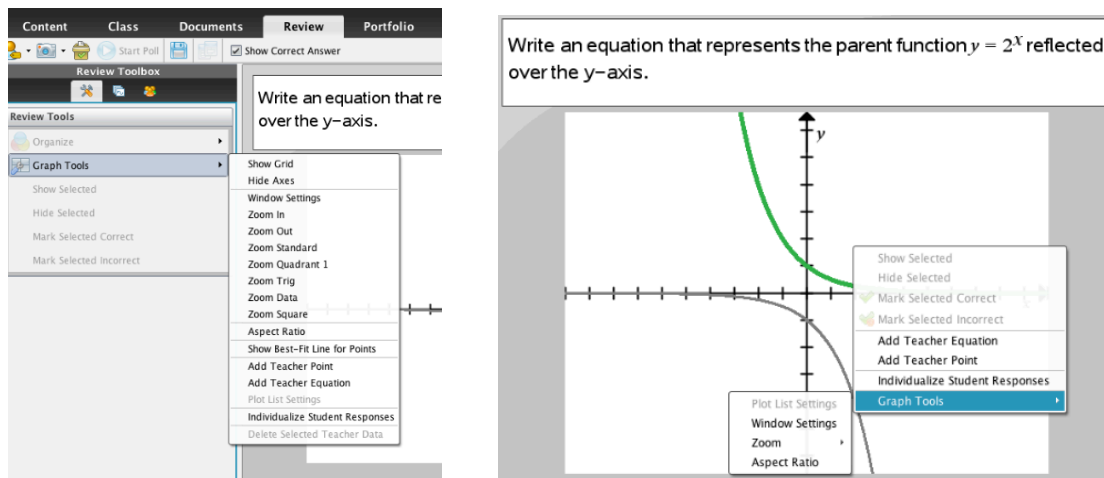 Content Class Documents Review Portfolio
Start Poll Show Correct Answer
Review Toolbox
Review Tools
Organize
Graph Tools
Show Selected
Hide Selected
Mark Selected Correct
Mark Selected Incorrect
Write an equation that re
over the y-axis.
Show Grid
Hide Axes
Window Settings
Zoom In
Zoom Out
Zoom Standard
Zoom Quadrant 1
Zoom Trig
Zoom Data
Zoom Square
Aspect Ratio
Show Best-Fit Line for Points
Add Teacher Point
Add Teacher Equation
Plot List Settings
Individualize Student Responses
Delete Selected Teacher Data
Write an equation that represents the parent function y = 2^x reflected
over the y-axis.
y
Show Selected
Hide Selected
Mark Selected Correct
Mark Selected Incorrect
Add Teacher Equation
Add Teacher Point
Individualize Student Responses
Graph Tools
Plot List Settings
Window Settings
Zoom
Aspect Ratio